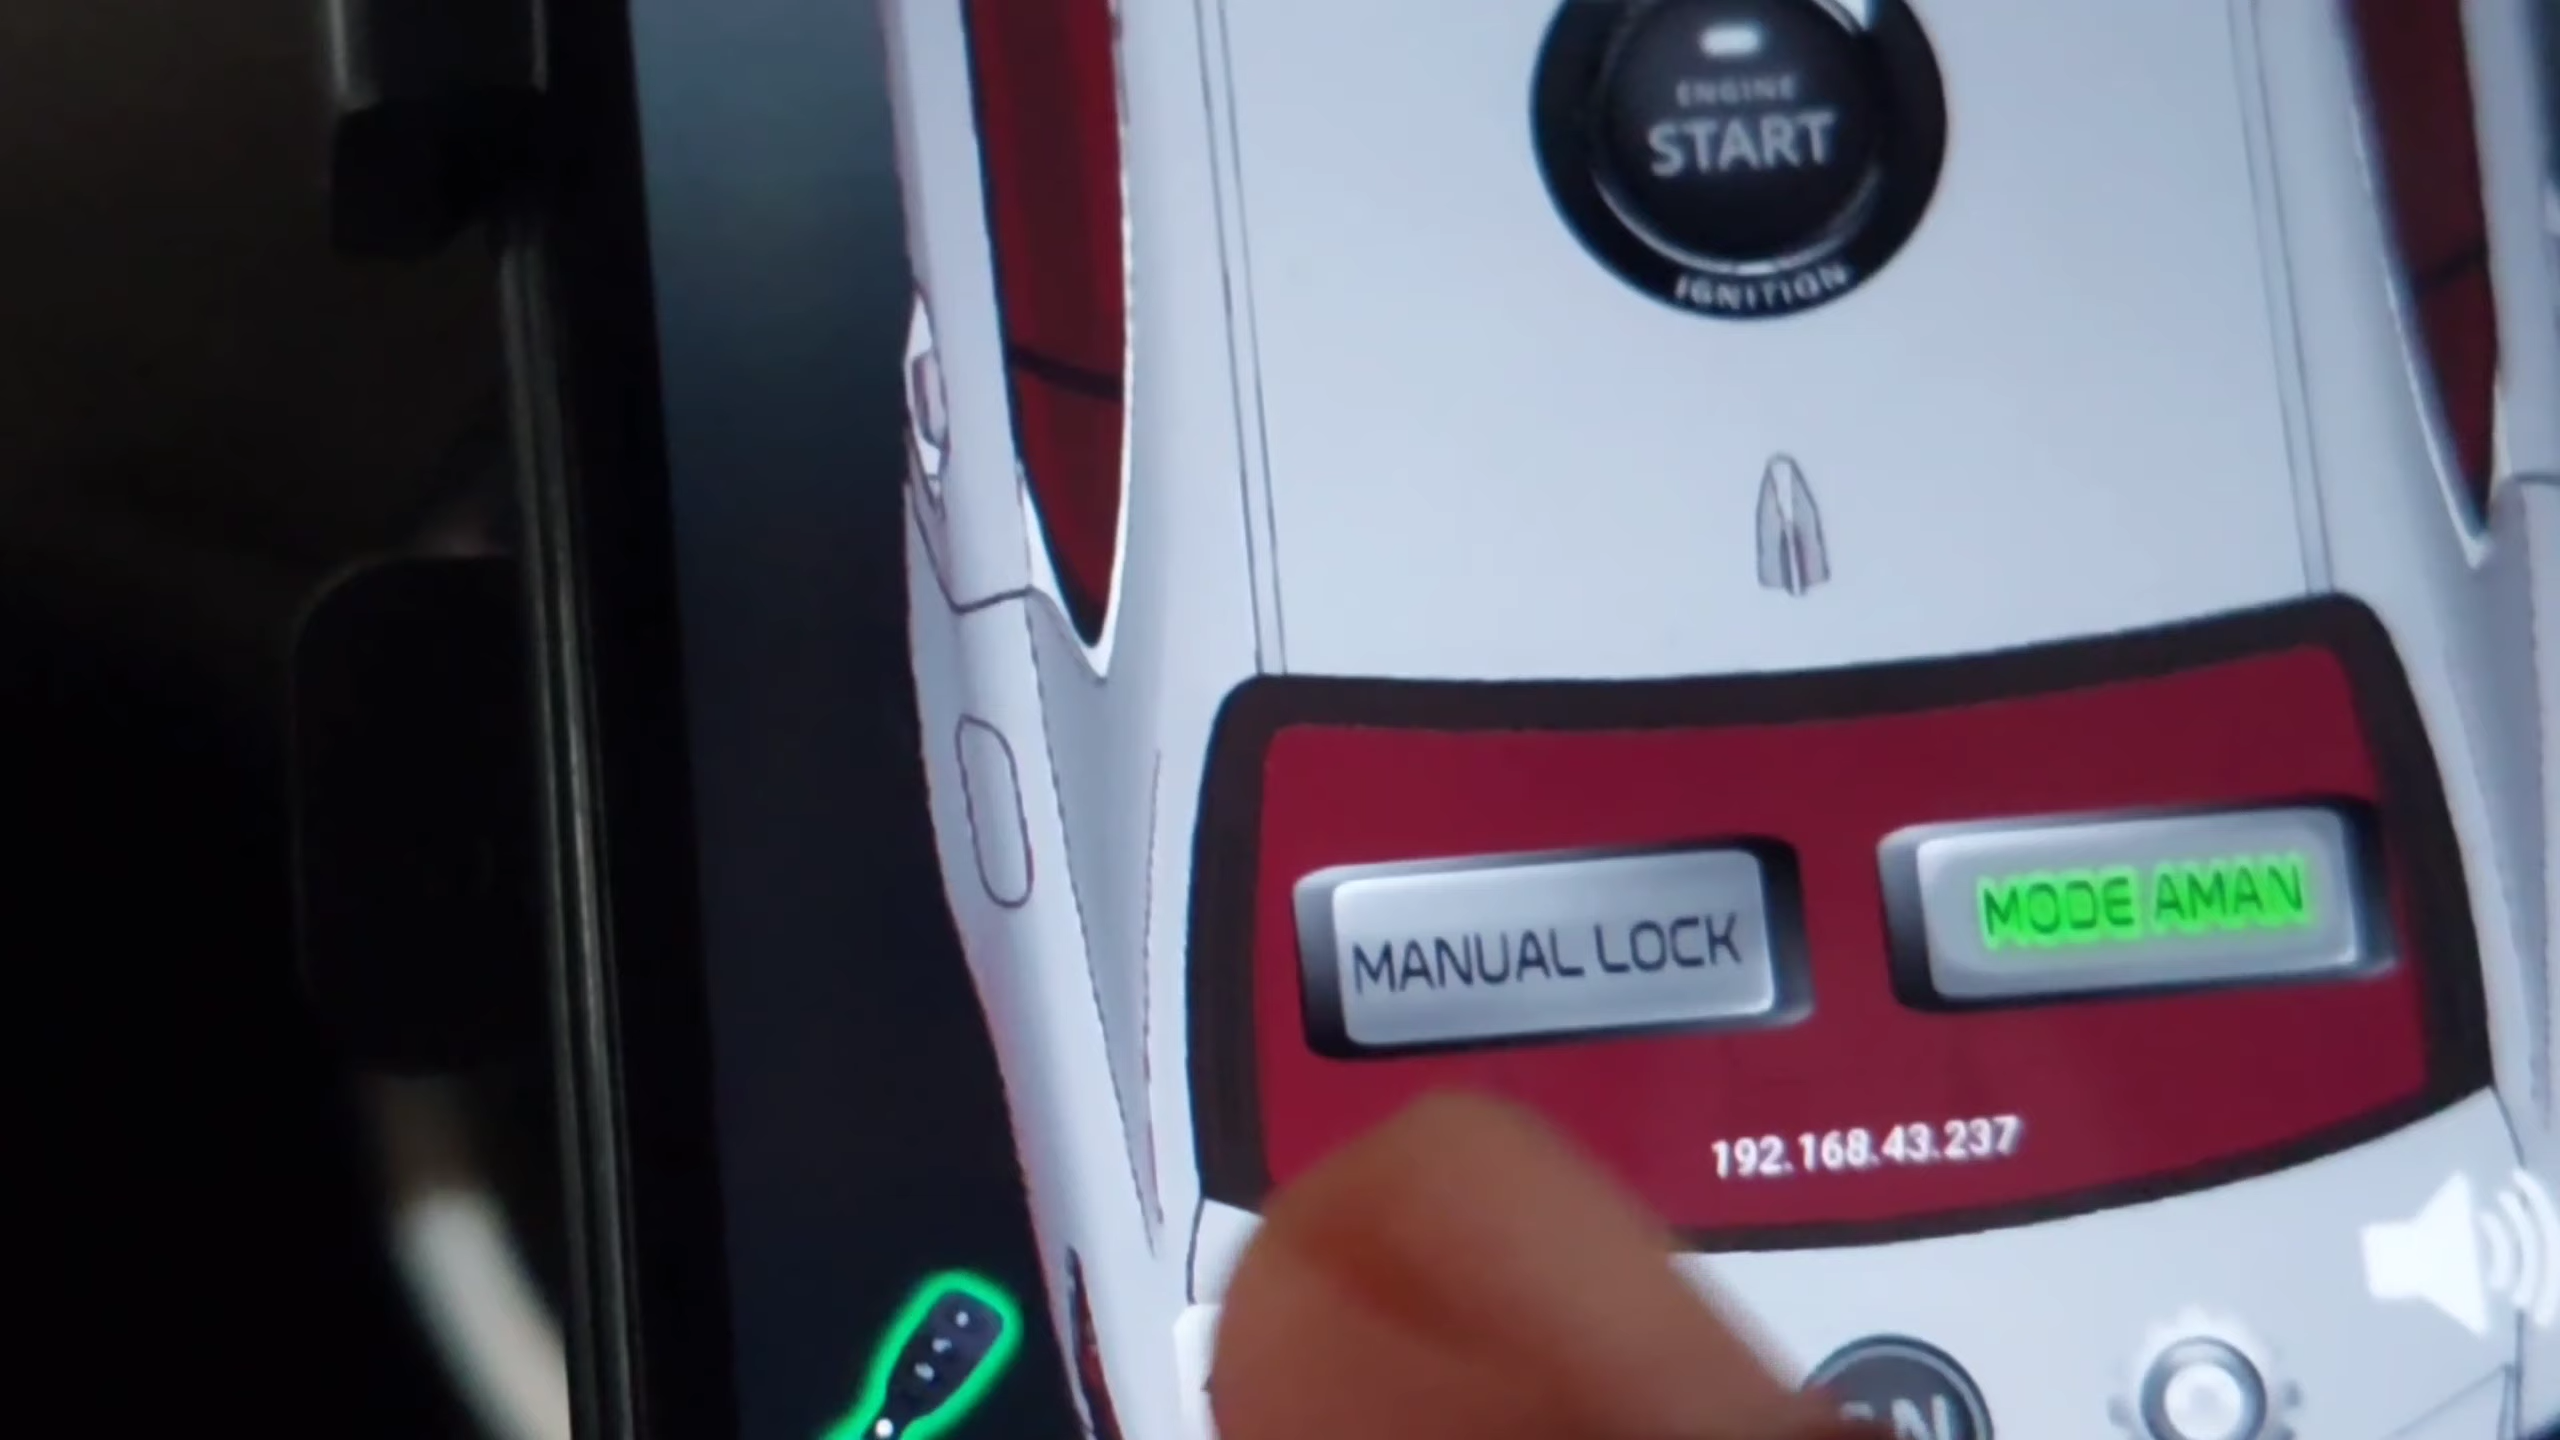 ENGINE
START
IGNITION
MANUAL LOCK
MODE AMAN
192.168.43.237